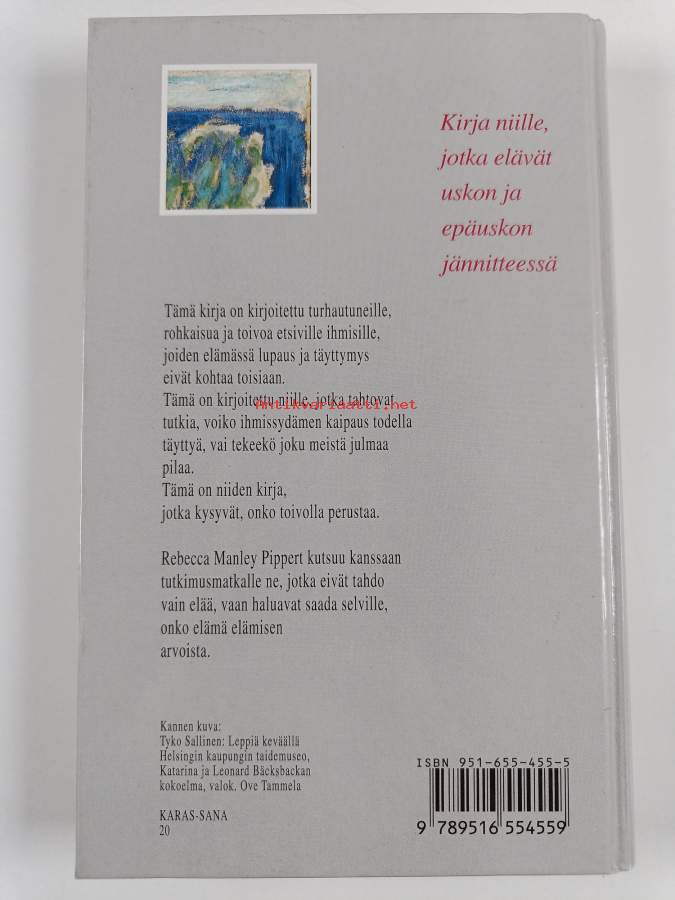 Kirja niille,
jotka elävät
uskon ja
epäuskon
jännitteessä
Tämä kirja on kirjoitettu turhautuneille,
rohkaisua ja toivoa etsiville ihmisille,
joiden elämässä lupaus ja täyttymys
eivät kohtaa toisiaan.
Tämä on kirjoitettu niille, jotka tahtovat
Antikvariaatti.net
tutkia, voiko ihmissydämen kaipaus todella
täyttyä, vai tekeekö joku meistä julmaa
pilaa.
Tämä on niiden kirja,
jotka kysyvät, onko toivolla perustaa.
Rebecca Manley Pippert kutsuu kanssaan
tutkimusmatkalle ne, jotka eivät tahdo
vain elää, vaan haluavat saada selville,
onko elämä elämisen
arvoista.
Kannen kuva:
Tyko Sallinen: Leppiä keväällä
Helsingin kaupungin taidemuseo,
Katarina ja Leonard Bäcksbackan
kokoelma, valok. Ove Tammela
KARAS-SANA
20
ISBN 951-655-455-5
9 789516 554559